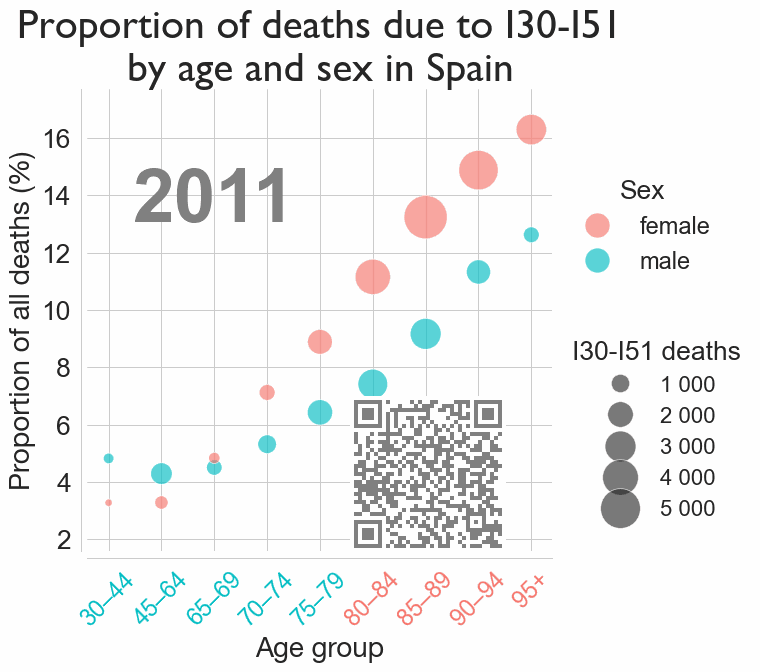 Proportion of deaths due to I30-I51
by age and sex in Spain
Proportion of all deaths (%)
16
14
12
10
8
6
4
2
2011
30–44
45–64
65–69
70–74
75–79
80–84
85–89
90–94
95+
Age group
Sex
female
male
I30-I51 deaths
1 000
2 000
3 000
4 000
5 000